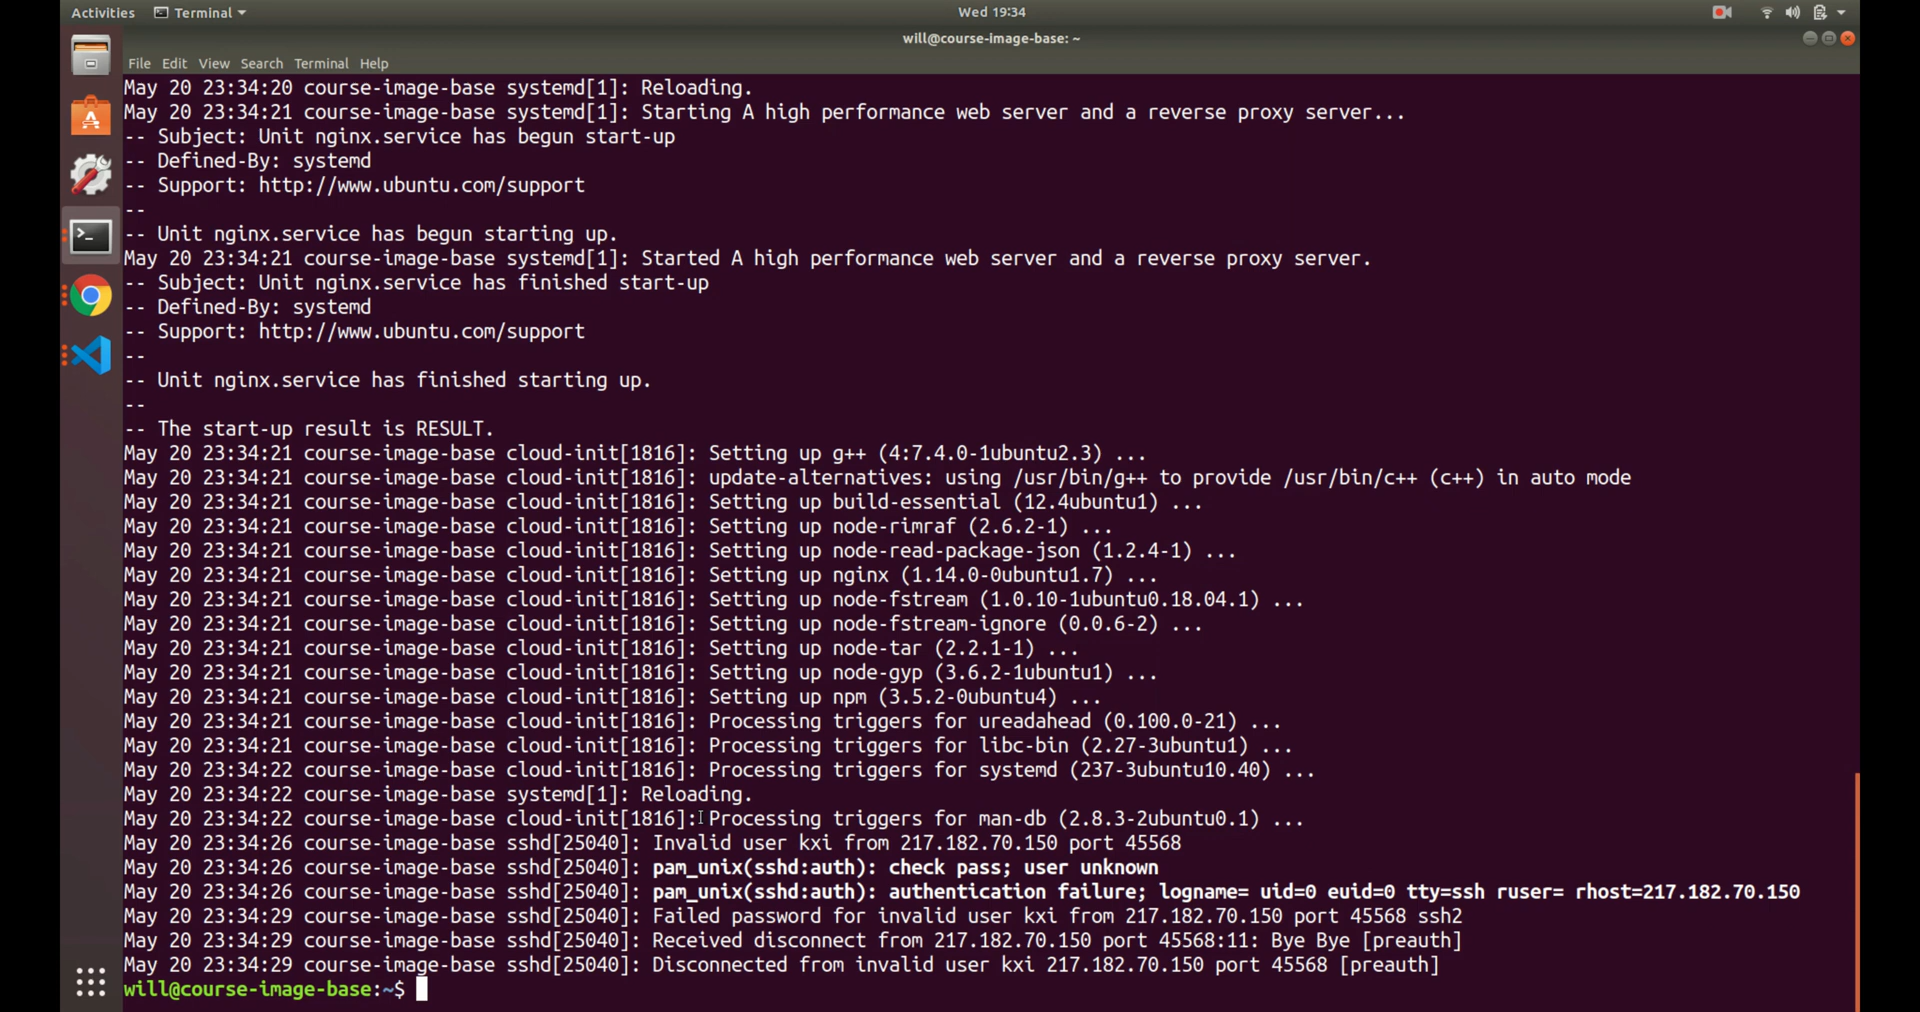 Activities Terminal Wed 19:34
will@course-image-base: ~
File Edit View Search Terminal Help
May 20 23:34:20 course-image-base systemd[1]: Reloading.
May 20 23:34:21 course-image-base systemd[1]: Starting A high performance web server and a reverse proxy server...
-- Subject: Unit nginx.service has begun start-up
-- Defined-By: systemd
-- Support: http://www.ubuntu.com/support
--
-- Unit nginx.service has begun starting up.
May 20 23:34:21 course-image-base systemd[1]: Started A high performance web server and a reverse proxy server.
-- Subject: Unit nginx.service has finished start-up
-- Defined-By: systemd
-- Support: http://www.ubuntu.com/support
--
-- Unit nginx.service has finished starting up.
--
-- The start-up result is RESULT.
May 20 23:34:21 course-image-base cloud-init[1816]: Setting up g++ (4:7.4.0-1ubuntu2.3) ...
May 20 23:34:21 course-image-base cloud-init[1816]: update-alternatives: using /usr/bin/g++ to provide /usr/bin/c++ (c++) in auto mode
May 20 23:34:21 course-image-base cloud-init[1816]: Setting up build-essential (12.4ubuntu1) ...
May 20 23:34:21 course-image-base cloud-init[1816]: Setting up node-rimraf (2.6.2-1) ...
May 20 23:34:21 course-image-base cloud-init[1816]: Setting up node-read-package-json (1.2.4-1) ...
May 20 23:34:21 course-image-base cloud-init[1816]: Setting up nginx (1.14.0-0ubuntu1.7) ...
May 20 23:34:21 course-image-base cloud-init[1816]: Setting up node-fstream (1.0.10-1ubuntu0.18.04.1) ...
May 20 23:34:21 course-image-base cloud-init[1816]: Setting up node-fstream-ignore (0.0.6-2) ...
May 20 23:34:21 course-image-base cloud-init[1816]: Setting up node-tar (2.2.1-1) ...
May 20 23:34:21 course-image-base cloud-init[1816]: Setting up node-gyp (3.6.2-1ubuntu1) ...
May 20 23:34:21 course-image-base cloud-init[1816]: Setting up npm (3.5.2-0ubuntu4) ...
May 20 23:34:21 course-image-base cloud-init[1816]: Processing triggers for ureadahead (0.100.0-21) ...
May 20 23:34:21 course-image-base cloud-init[1816]: Processing triggers for libc-bin (2.27-3ubuntu1) ...
May 20 23:34:22 course-image-base cloud-init[1816]: Processing triggers for systemd (237-3ubuntu10.40) ...
May 20 23:34:22 course-image-base systemd[1]: Reloading.
May 20 23:34:22 course-image-base cloud-init[1816]: Processing triggers for man-db (2.8.3-2ubuntu0.1) ...
May 20 23:34:26 course-image-base sshd[25040]: Invalid user kxi from 217.182.70.150 port 45568
May 20 23:34:26 course-image-base sshd[25040]: pam_unix(sshd:auth): check pass; user unknown
May 20 23:34:26 course-image-base sshd[25040]: pam_unix(sshd:auth): authentication failure; logname= uid=0 euid=0 tty=ssh ruser= rhost=217.182.70.150
May 20 23:34:29 course-image-base sshd[25040]: Failed password for invalid user kxi from 217.182.70.150 port 45568 ssh2
May 20 23:34:29 course-image-base sshd[25040]: Received disconnect from 217.182.70.150 port 45568:11: Bye Bye [preauth]
May 20 23:34:29 course-image-base sshd[25040]: Disconnected from invalid user kxi 217.182.70.150 port 45568 [preauth]
will@course-image-base:~$